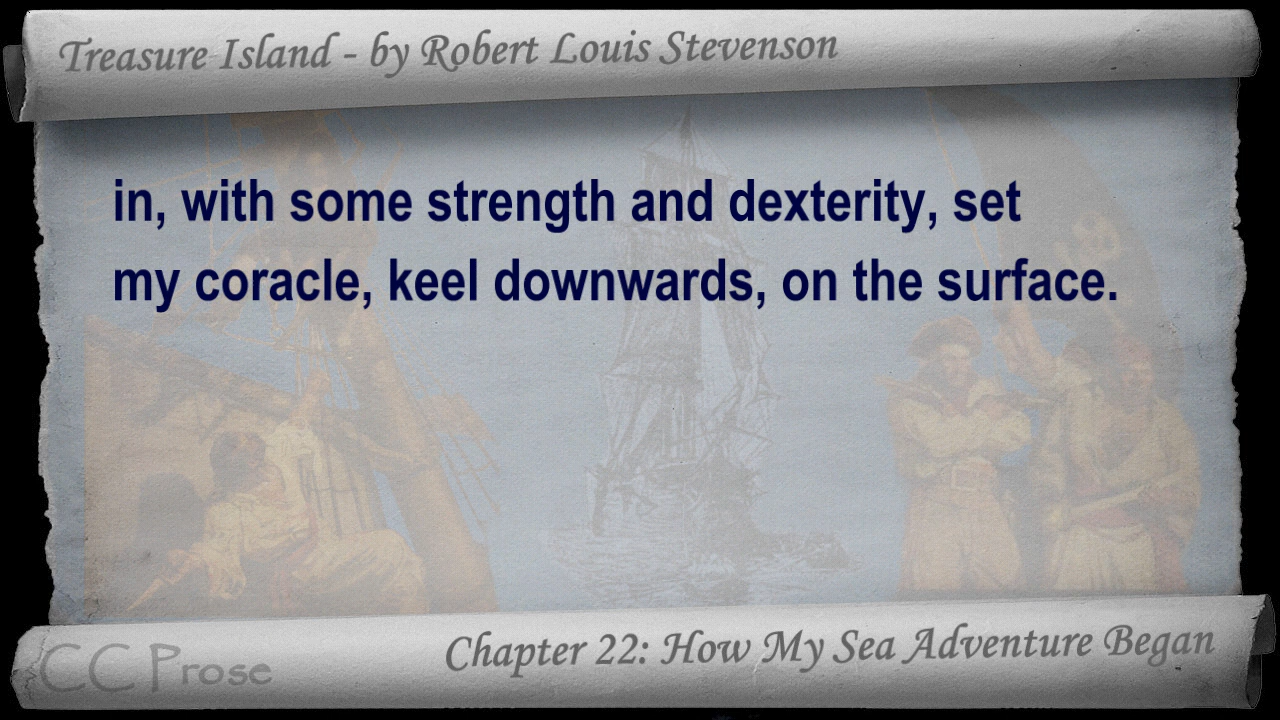 Treasure Island - by Robert Louis Stevenson
in, with some strength and dexterity, set
my coracle, keel downwards, on the surface.
Chapter 22: How My Sea Adventure Began
CC Prose